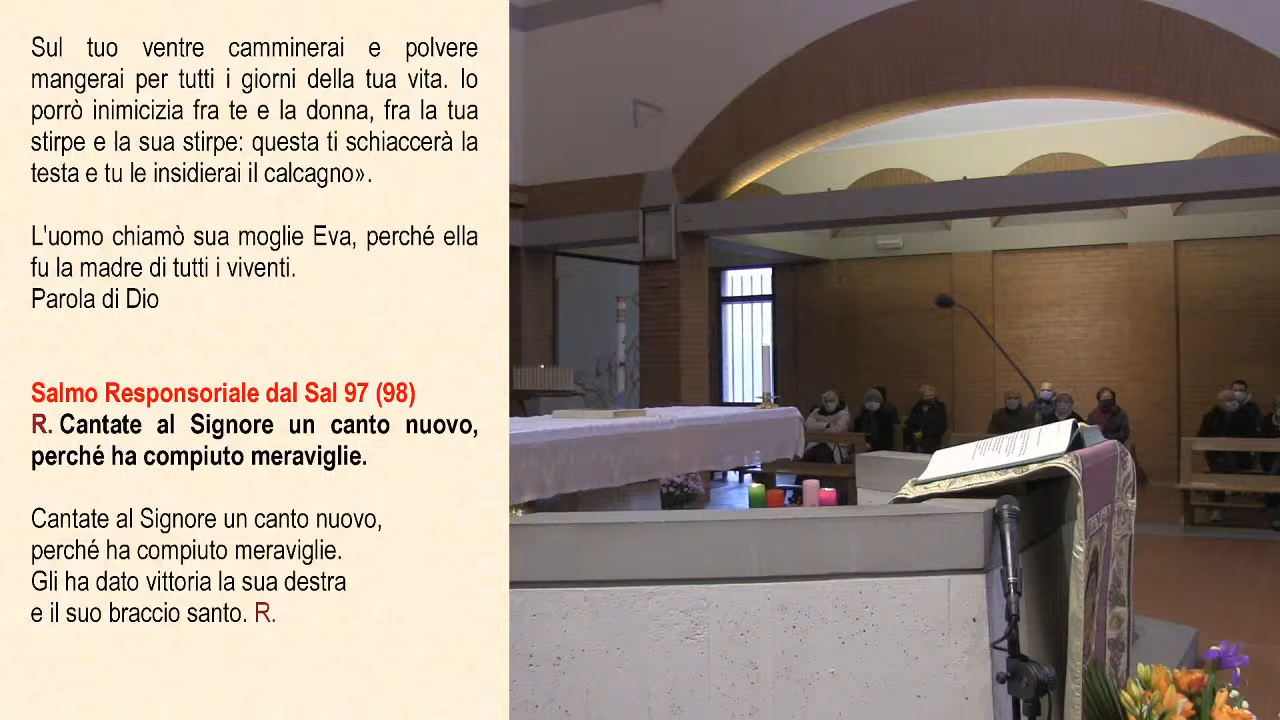 Sul tuo ventre camminerai e polvere
mangerai per tutti i giorni della tua vita. Io
porrò inimicizia fra te e la donna, fra la tua
stirpe e la sua stirpe: questa ti schiaccerà la
testa e tu le insidierai il calcagno».
L'uomo chiamò sua moglie Eva, perché ella
fu la madre di tutti i viventi.
Parola di Dio
Salmo Responsoriale dal Sal 97 (98)
R. Cantate al Signore un canto nuovo,
perché ha compiuto meraviglie.
Cantate al Signore un canto nuovo,
perché ha compiuto meraviglie.
Gli ha dato vittoria la sua destra
e il suo braccio santo. R.